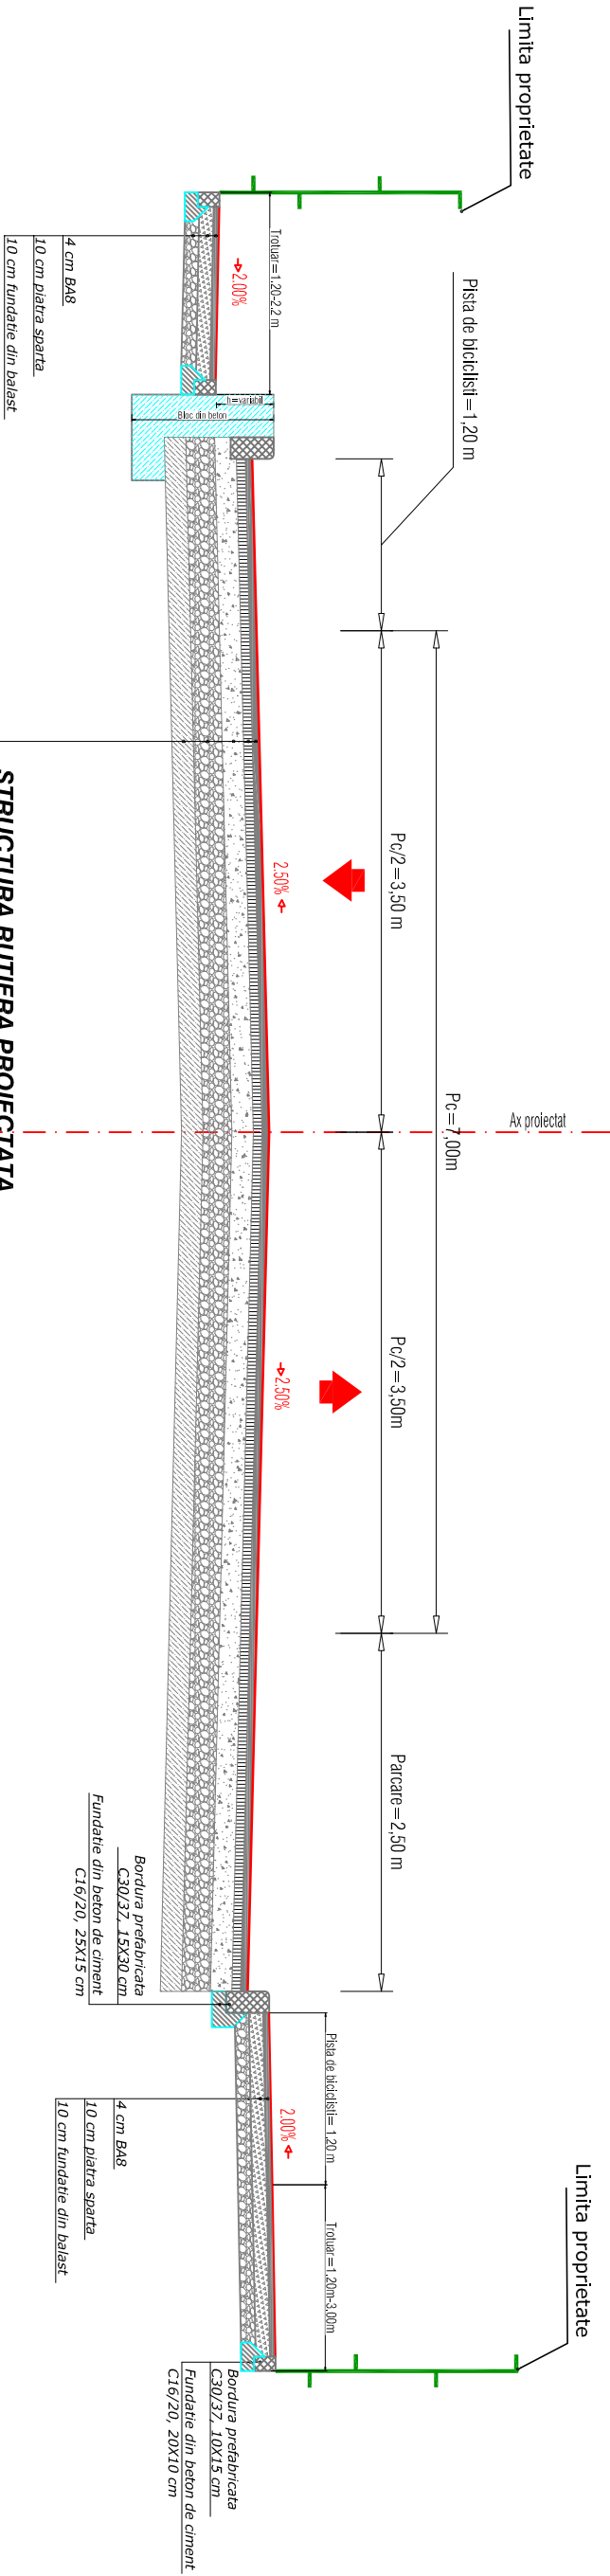 Limita proprietate
Limita proprietate
Pista de biciclisti=1,20 m
Ax proiectat
Pc=7,00m
Pc/2=3,50 m
Pc/2=3,50m
Parcare=2,50 m
Trotuar=1.20-2.2 m
2.00%
h=variabil
Bloc din beton
2.50%
2.50%
Pista de biciclisti= 1,20 m
Trotuar=1,20m-3,00m
2.00%
4 cm BA8
10 cm piatra sparta
10 cm fundatie din balast
Bordura prefabricata
C30/37, 15X30 cm
Fundatie din beton de ciment
C16/20, 25X15 cm
4 cm BA8
10 cm piatra sparta
10 cm fundatie din balast
Bordura prefabricata
C30/37, 10X15 cm
Fundatie din beton de ciment
C16/20, 20X10 cm
STRUCTURA RUTIERA PROIECTATA